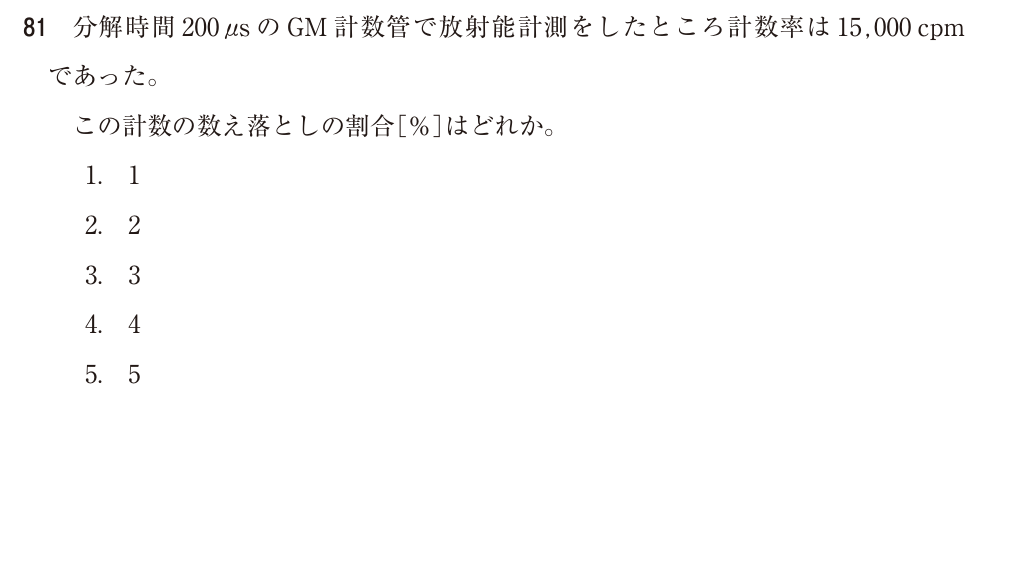 81 分解時間 200 μs の GM 計数管で放射能計測をしたところ計数率は 15,000 cpm
であった。
この計数の数え落としの割合[%]はどれか。
1. 1
2. 2
3. 3
4. 4
5. 5